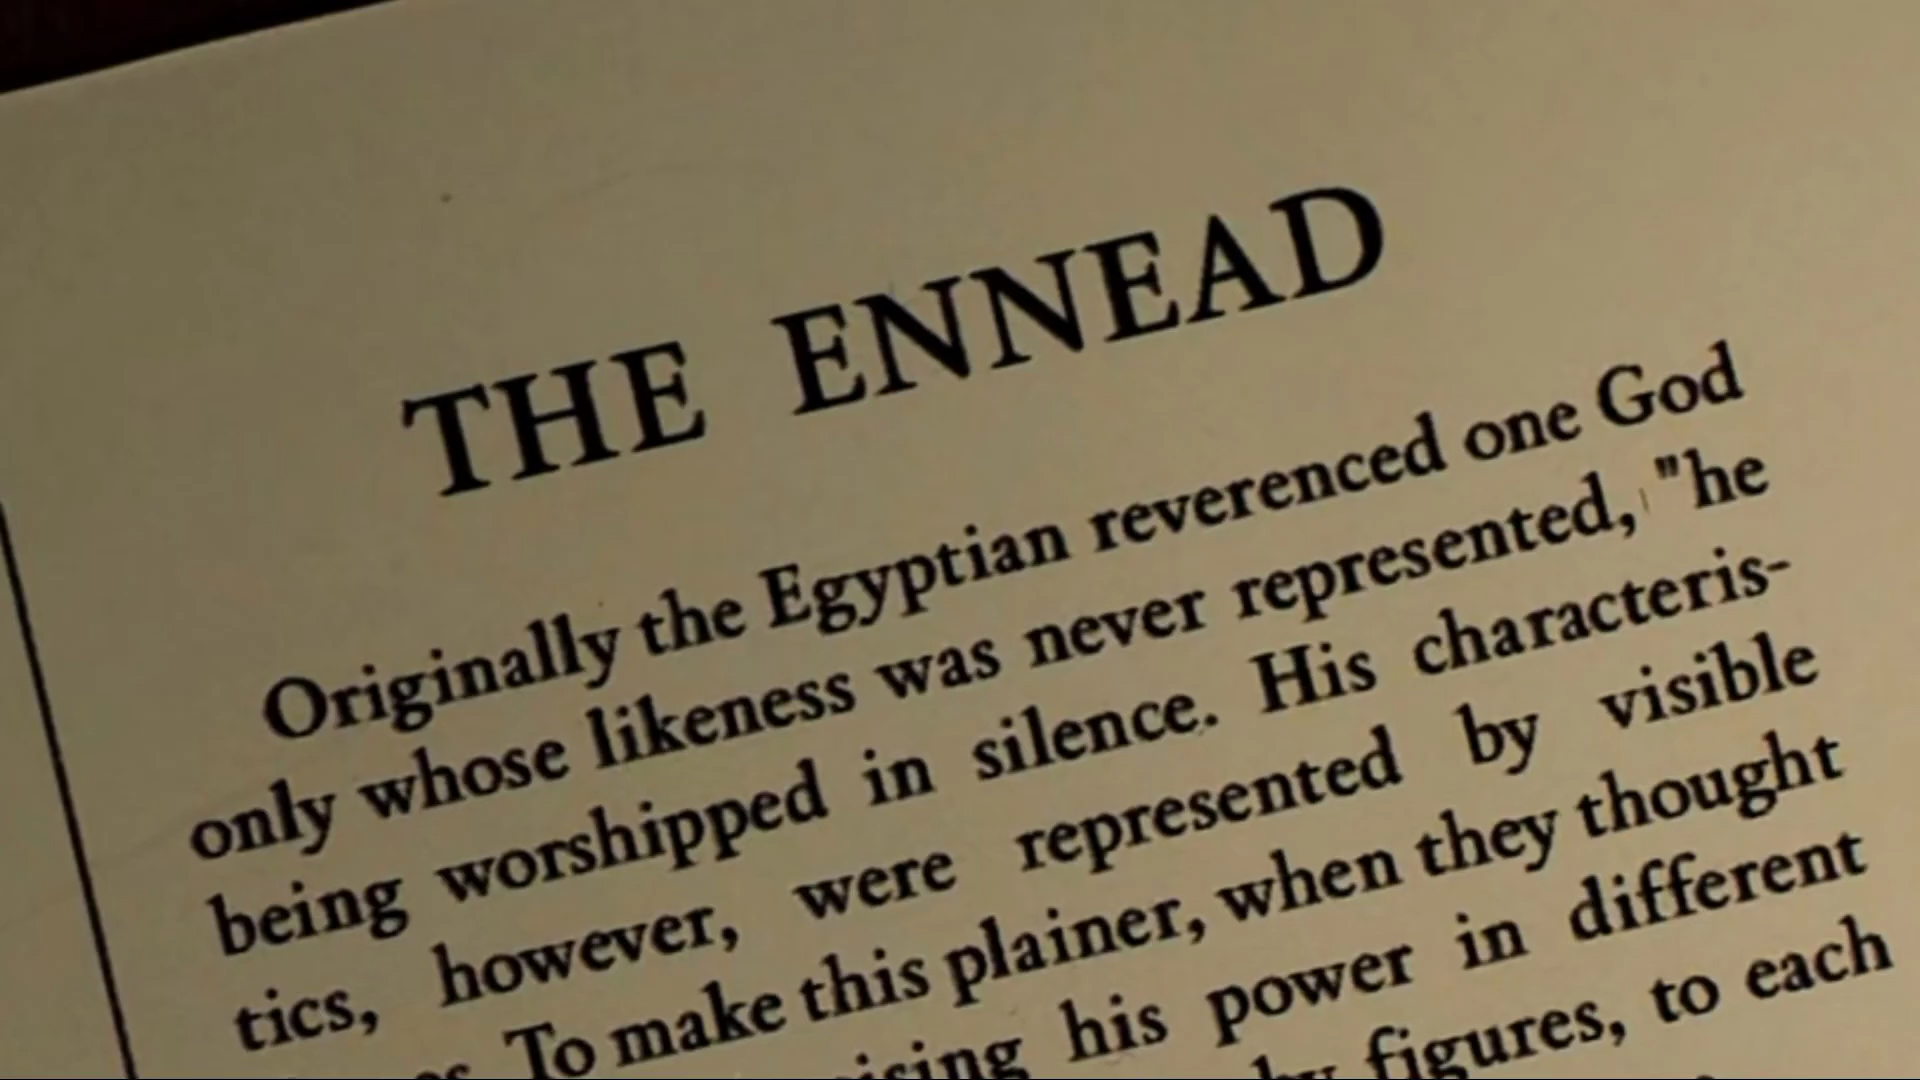 THE ENNEAD
Originally the Egyptian reverenced one God
only whose likeness was never represented, "he
being worshipped in silence. His characteris-
tics, however, were represented by visible
To make this plainer, when they thought
his power in different
figures, to each